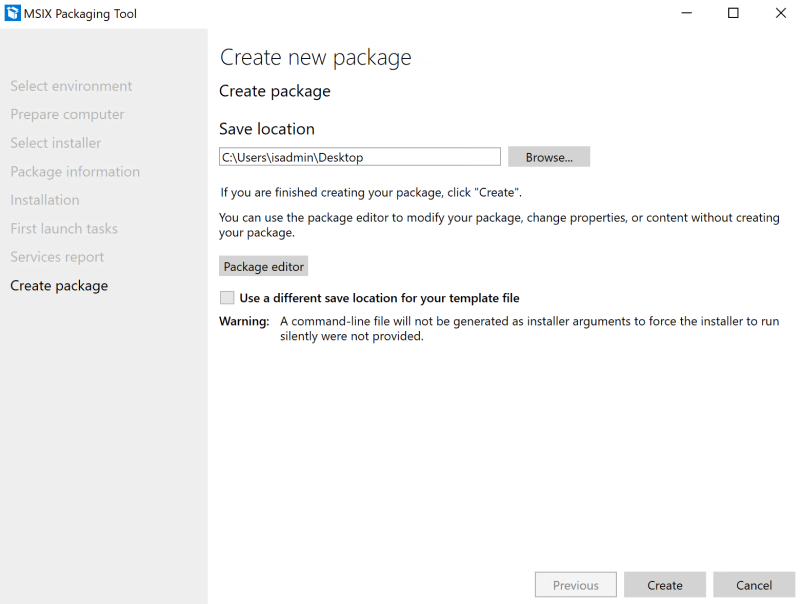 MSIX Packaging Tool
Select environment
Prepare computer
Select installer
Package information
Installation
First launch tasks
Services report
Create package
Create new package
Create package
Save location
C:\Users\isadmin\Desktop
Browse...
If you are finished creating your package, click "Create".
You can use the package editor to modify your package, change properties, or content without creating
your package.
Package editor
Use a different save location for your template file
Warning: A command-line file will not be generated as installer arguments to force the installer to run
silently were not provided.
Previous
Create
Cancel